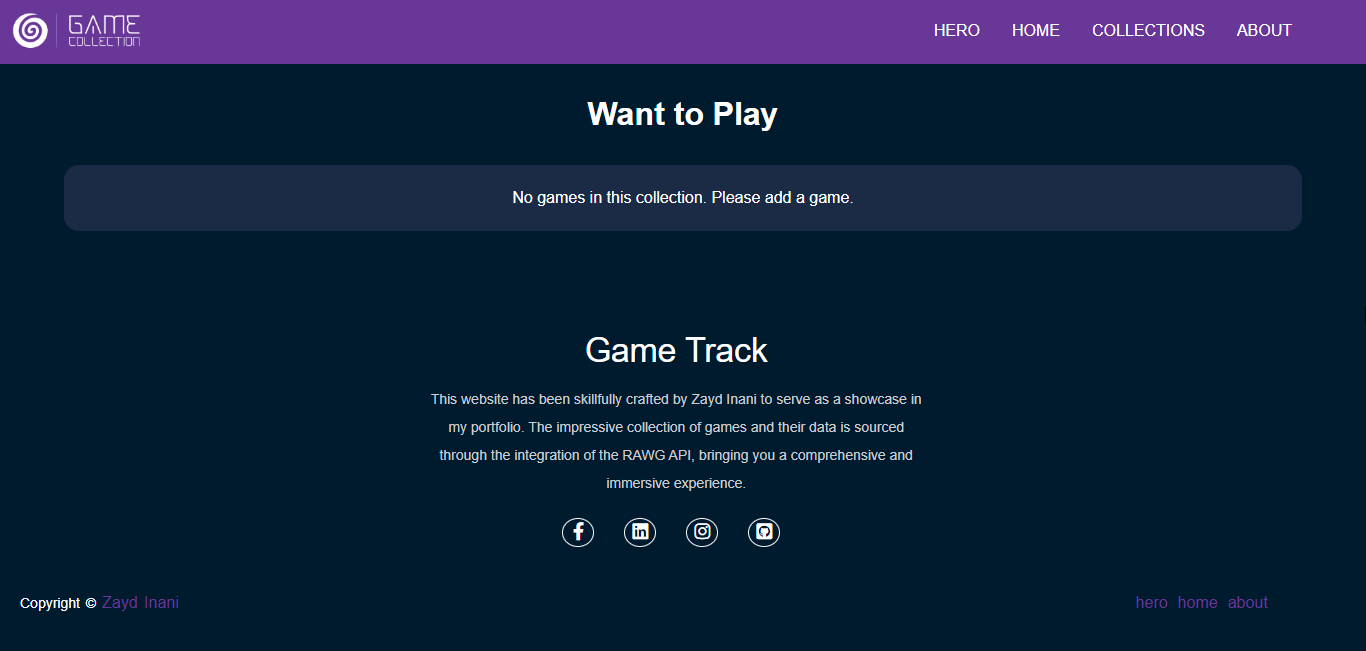 GAME
COLLECTION
HERO HOME COLLECTIONS ABOUT
Want to Play
No games in this collection. Please add a game.
Game Track
This website has been skillfully crafted by Zayd Inani to serve as a showcase in
my portfolio. The impressive collection of games and their data is sourced
through the integration of the RAWG API, bringing you a comprehensive and
immersive experience.
Copyright © Zayd Inani
hero home about